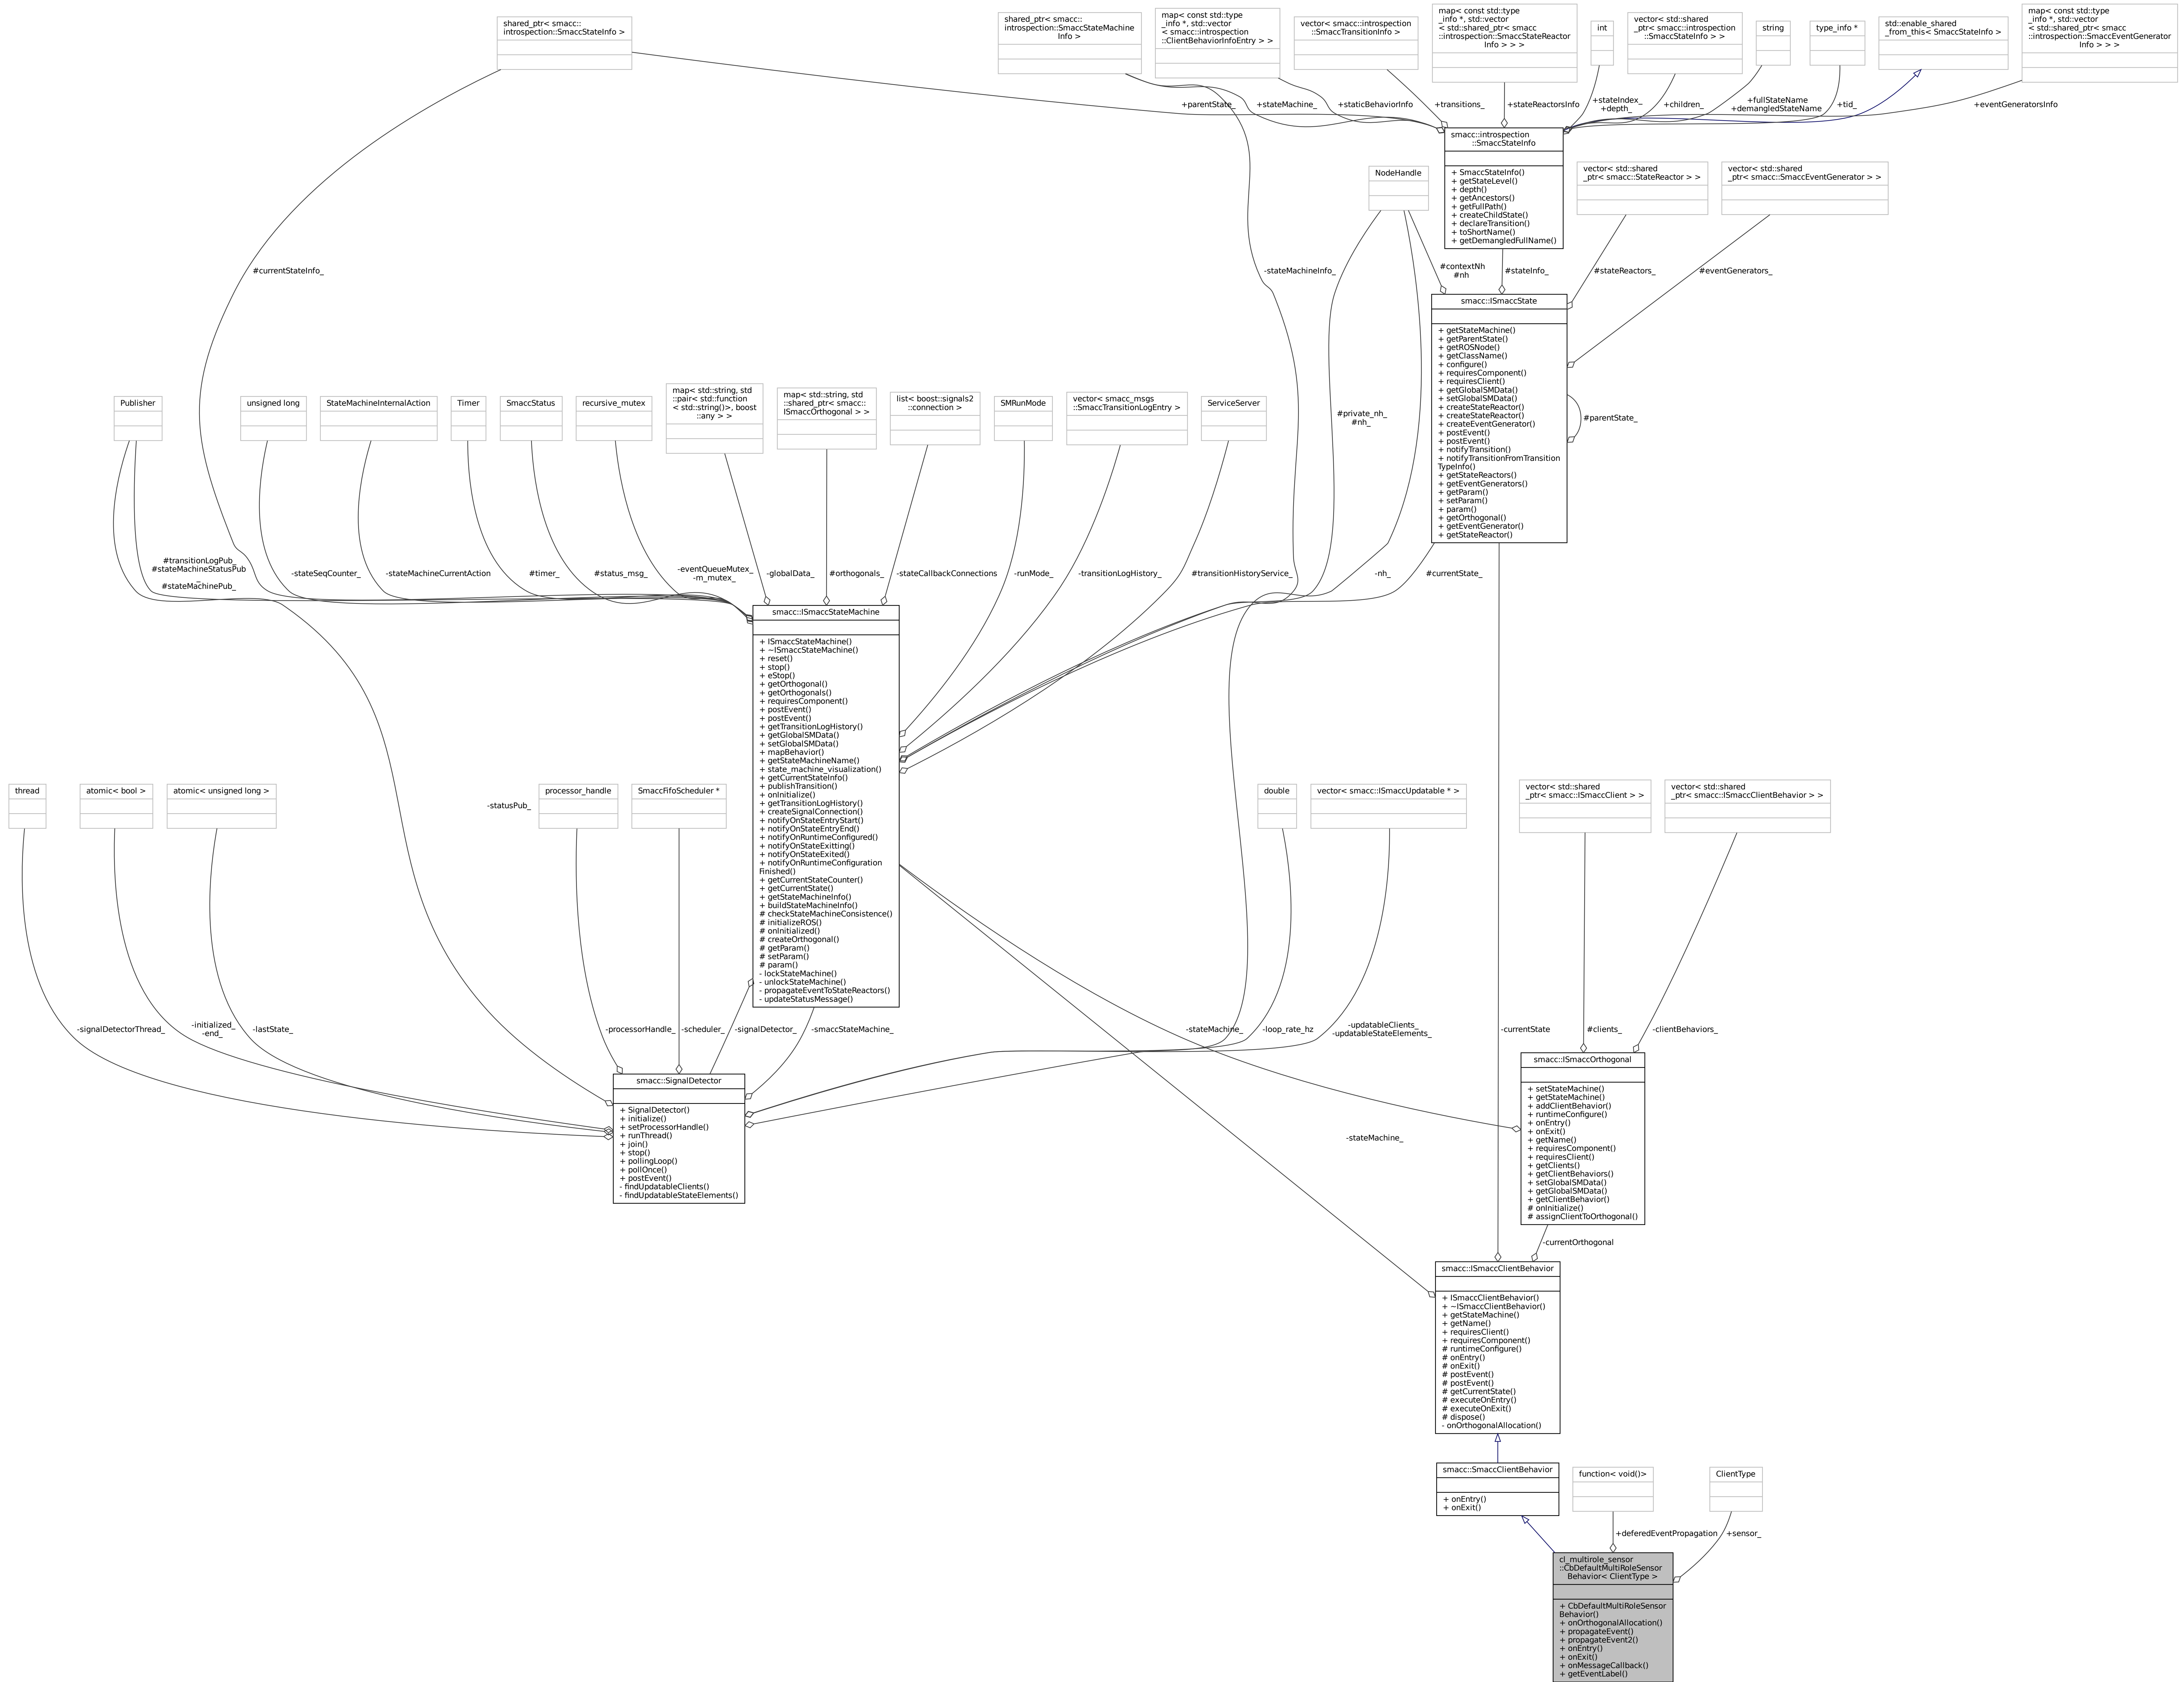 shared_ptr< smacc::
introspection::SmaccStateInfo >
shared_ptr< smacc::
introspection::SmaccStateMachine
Info >
map< const std::type
_info *, std::vector
< smacc::introspection
::ClientBehaviorInfoEntry > >
vector< smacc::introspection
::SmaccTransitionInfo >
map< const std::type
_info *, std::vector
< std::shared_ptr< smacc
::introspection::SmaccStateReactor
Info > > >
int
vector< std::shared
_ptr< smacc::introspection
::SmaccStateInfo > >
string
type_info *
std::enable_shared
_from_this< SmaccStateInfo >
map< const std::type
_info *, std::vector
< std::shared_ptr< smacc
::introspection::SmaccEventGenerator
Info > > >
+parentState_
+stateMachine_
+staticBehaviorInfo
+transitions_
+stateReactorsInfo
+stateIndex_
+depth_
+children_
+fullStateName
+demangledStateName
+tid_
+eventGeneratorsInfo
smacc::introspection
::SmaccStateInfo
+ SmaccStateInfo()
+ getStateLevel()
+ depth()
+ getAncestors()
+ getFullPath()
+ createChildState()
+ declareTransition()
+ toShortName()
+ getDemangledFullName()
NodeHandle
vector< std::shared
_ptr< smacc::StateReactor > >
vector< std::shared
_ptr< smacc::SmaccEventGenerator > >
#currentStateInfo_
-stateMachineInfo_
#contextNh
#nh
#stateInfo_
#stateReactors_
#eventGenerators_
smacc::ISmaccState
+ getStateMachine()
+ getParentState()
+ getROSNode()
+ getClassName()
+ configure()
+ requiresComponent()
+ requiresClient()
+ getGlobalSMData()
+ setGlobalSMData()
+ createStateReactor()
+ createStateReactor()
+ createEventGenerator()
+ postEvent()
+ postEvent()
+ notifyTransition()
+ notifyTransitionFromTransition
TypeInfo()
+ getStateReactors()
+ getEventGenerators()
+ getParam()
+ setParam()
+ param()
+ getOrthogonal()
+ getEventGenerator()
+ getStateReactor()
#parentState_
Publisher
unsigned long
StateMachineInternalAction
Timer
SmaccStatus
recursive_mutex
map< std::string, std
::pair< std::function
< std::string()>, boost
::any > >
map< std::string, std
::shared_ptr< smacc::
ISmaccOrthogonal > >
list< boost::signals2
::connection >
SMRunMode
vector< smacc_msgs
::SmaccTransitionLogEntry >
ServiceServer
#private_nh_
#nh_
#transitionLogPub_
#stateMachineStatusPub
_
#stateMachinePub_
-stateSeqCounter_
-stateMachineCurrentAction
#timer_
#status_msg_
-eventQueueMutex_
-m_mutex_
-globalData_
#orthogonals_
-stateCallbackConnections
-runMode_
-transitionLogHistory_
#transitionHistoryService_
-nh_
#currentState_
smacc::ISmaccStateMachine
+ ISmaccStateMachine()
+ ~ISmaccStateMachine()
+ reset()
+ stop()
+ eStop()
+ getOrthogonal()
+ getOrthogonals()
+ requiresComponent()
+ postEvent()
+ postEvent()
+ getTransitionLogHistory()
+ getGlobalSMData()
+ setGlobalSMData()
+ mapBehavior()
+ getStateMachineName()
+ state_machine_visualization()
+ getCurrentStateInfo()
+ publishTransition()
+ onInitialize()
+ getTransitionLogHistory()
+ createSignalConnection()
+ notifyOnStateEntryStart()
+ notifyOnStateEntryEnd()
+ notifyOnRuntimeConfigured()
+ notifyOnStateExitting()
+ notifyOnStateExited()
+ notifyOnRuntimeConfiguration
Finished()
+ getCurrentStateCounter()
+ getCurrentState()
+ getStateMachineInfo()
+ buildStateMachineInfo()
# checkStateMachineConsistence()
# initializeROS()
# onInitialized()
# createOrthogonal()
# getParam()
# setParam()
# param()
- lockStateMachine()
- unlockStateMachine()
- propagateEventToStateReactors()
- updateStatusMessage()
thread
atomic< bool >
atomic< unsigned long >
-statusPub_
processor_handle
SmaccFifoScheduler *
double
vector< smacc::ISmaccUpdatable * >
vector< std::shared
_ptr< smacc::ISmaccClient > >
vector< std::shared
_ptr< smacc::ISmaccClientBehavior > >
-signalDetectorThread_
-initialized_
-end_
-lastState_
-processorHandle_
-scheduler_
-signalDetector_
-smaccStateMachine_
-stateMachine_
-loop_rate_hz
-updatableClients_
-updatableStateElements_
-currentState
#clients_
-clientBehaviors_
smacc::SignalDetector
+ SignalDetector()
+ initialize()
+ setProcessorHandle()
+ runThread()
+ join()
+ stop()
+ pollingLoop()
+ pollOnce()
+ postEvent()
- findUpdatableClients()
- findUpdatableStateElements()
smacc::ISmaccOrthogonal
+ setStateMachine()
+ getStateMachine()
+ addClientBehavior()
+ runtimeConfigure()
+ onEntry()
+ onExit()
+ getName()
+ requiresComponent()
+ requiresClient()
+ getClients()
+ getClientBehaviors()
+ setGlobalSMData()
+ getGlobalSMData()
+ getClientBehavior()
# onInitialize()
# assignClientToOrthogonal()
-stateMachine_
-currentOrthogonal
smacc::ISmaccClientBehavior
+ ISmaccClientBehavior()
+ ~ISmaccClientBehavior()
+ getStateMachine()
+ getName()
+ requiresClient()
+ requiresComponent()
# runtimeConfigure()
# onEntry()
# onExit()
# postEvent()
# postEvent()
# getCurrentState()
# executeOnEntry()
# executeOnExit()
# dispose()
- onOrthogonalAllocation()
smacc::SmaccClientBehavior
+ onEntry()
+ onExit()
function< void()>
ClientType
+deferedEventPropagation
+sensor_
cl_multirole_sensor
::CbDefaultMultiRoleSensor
Behavior< ClientType >
+ CbDefaultMultiRoleSensor
Behavior()
+ onOrthogonalAllocation()
+ propagateEvent()
+ propagateEvent2()
+ onEntry()
+ onExit()
+ onMessageCallback()
+ getEventLabel()